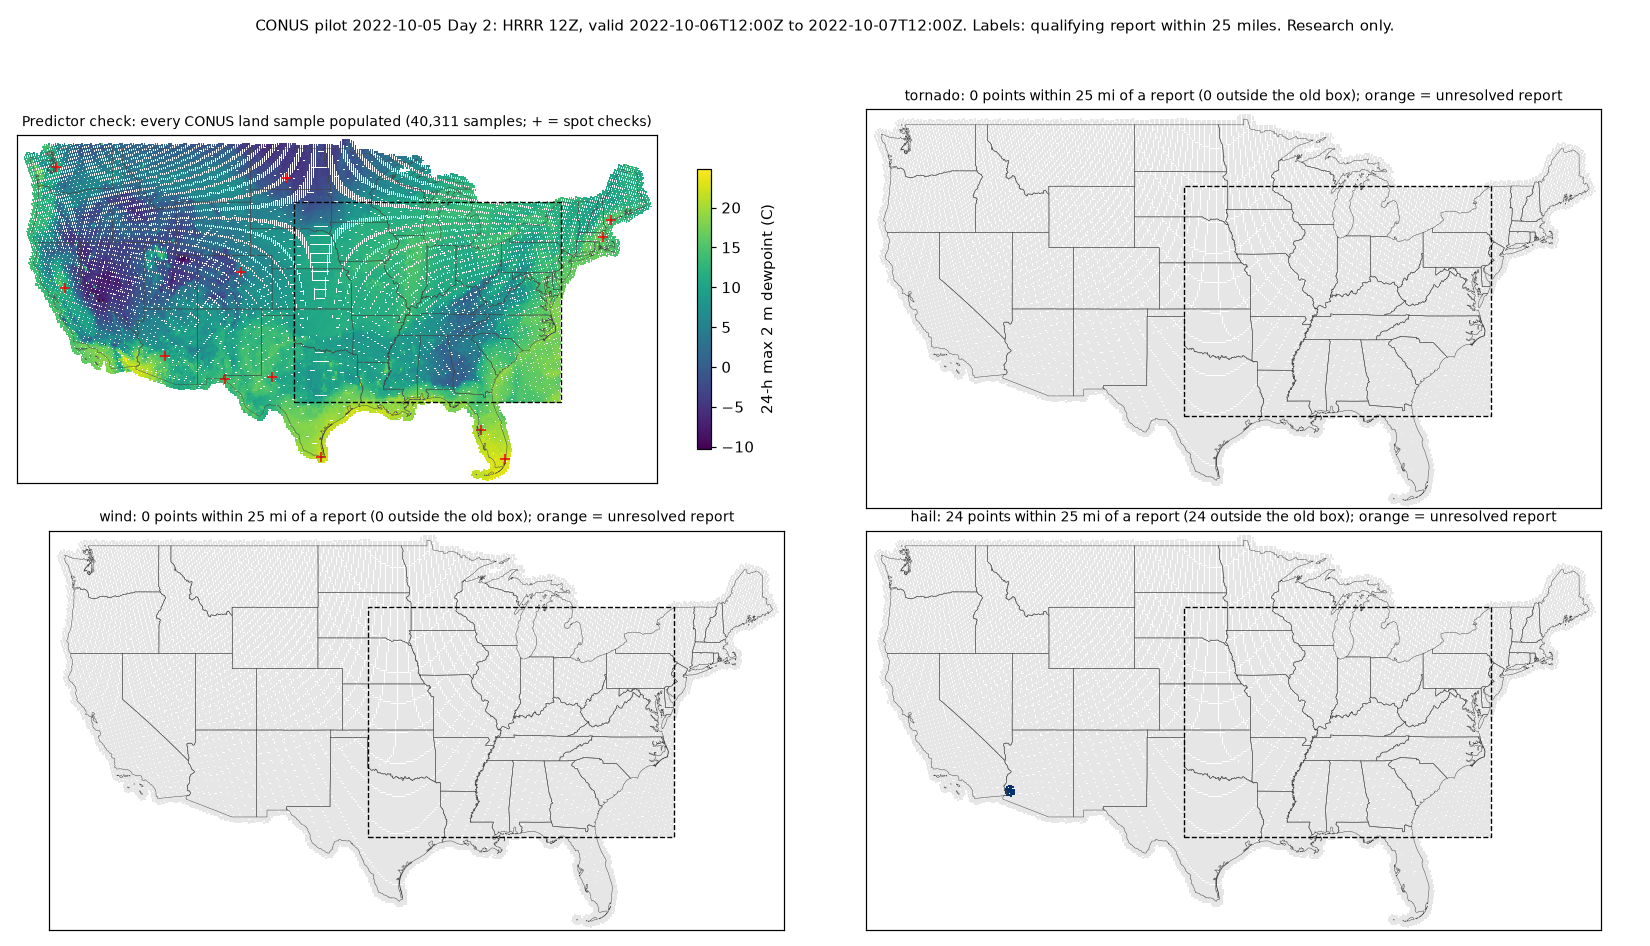 CONUS pilot 2022-10-05 Day 2: HRRR 12Z, valid 2022-10-06T12:00Z to 2022-10-07T12:00Z. Labels: qualifying report within 25 miles. Research only.
Predictor check: every CONUS land sample populated (40,311 samples; + = spot checks)
20
15
10
5
0
−5
−10
24-h max 2 m dewpoint (C)
tornado: 0 points within 25 mi of a report (0 outside the old box); orange = unresolved report
wind: 0 points within 25 mi of a report (0 outside the old box); orange = unresolved report
hail: 24 points within 25 mi of a report (24 outside the old box); orange = unresolved report